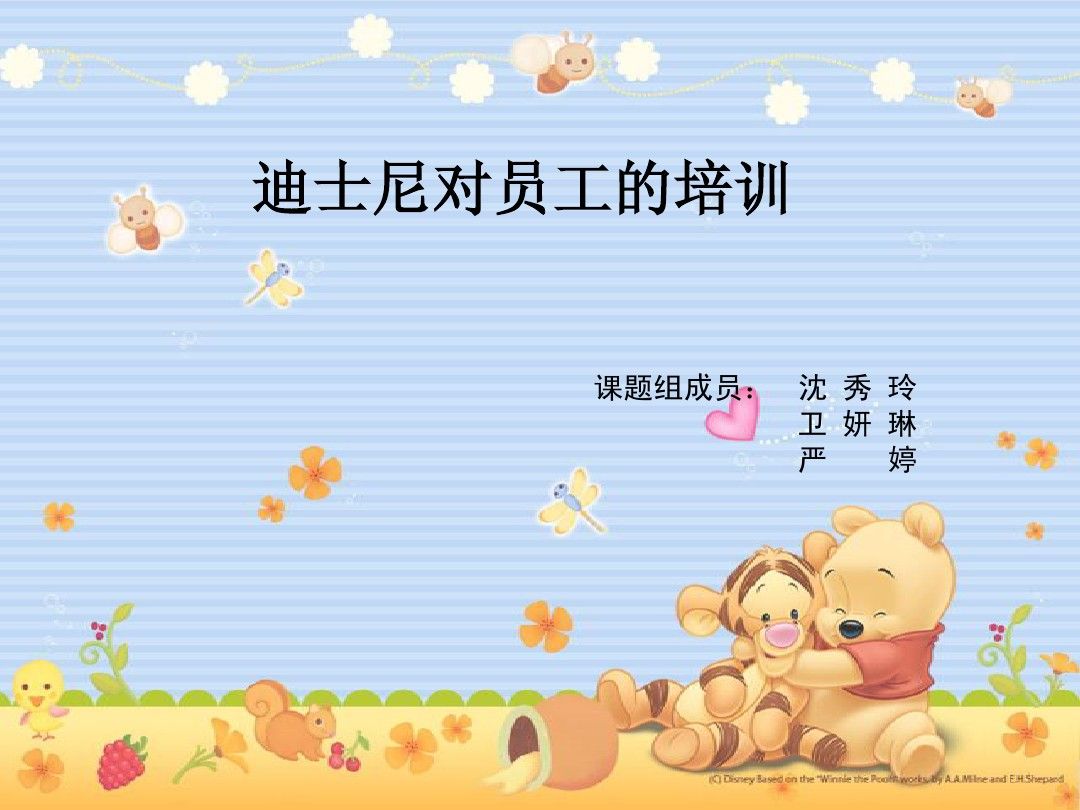 迪士尼对员工的培训
课题组成员： 沈 秀 玲
卫 妍 琳
严 婷
(C) Disney Based on the "Winnie the Pooh" works, by A.A.Milne and E.H.Shepard